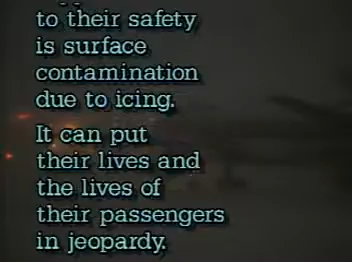 to their safety
is surface
contamination
due to icing.
It can put
their lives and
the lives of
their passengers
in jeopardy.